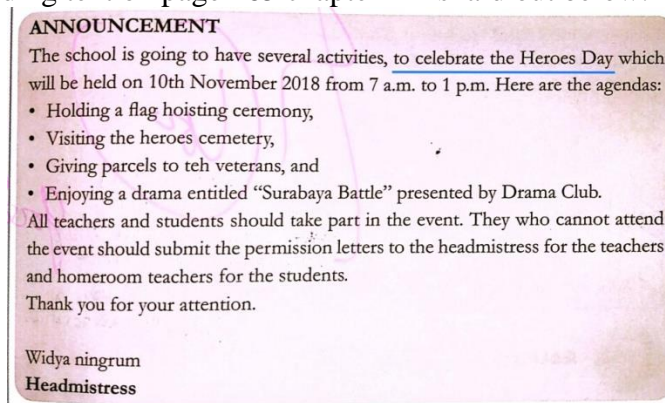 ANNOUNCEMENT
The school is going to have several activities, to celebrate the Heroes Day which
will be held on 10th November 2018 from 7 a.m. to 1 p.m. Here are the agendas:
• Holding a flag hoisting ceremony,
• Visiting the heroes cemetery,
• Giving parcels to teh veterans, and
• Enjoying a drama entitled “Surabaya Battle” presented by Drama Club.
All teachers and students should take part in the event. They who cannot attend
the event should submit the permission letters to the headmistress for the teachers
and homeroom teachers for the students.
Thank you for your attention.
Widya ningrum
Headmistress